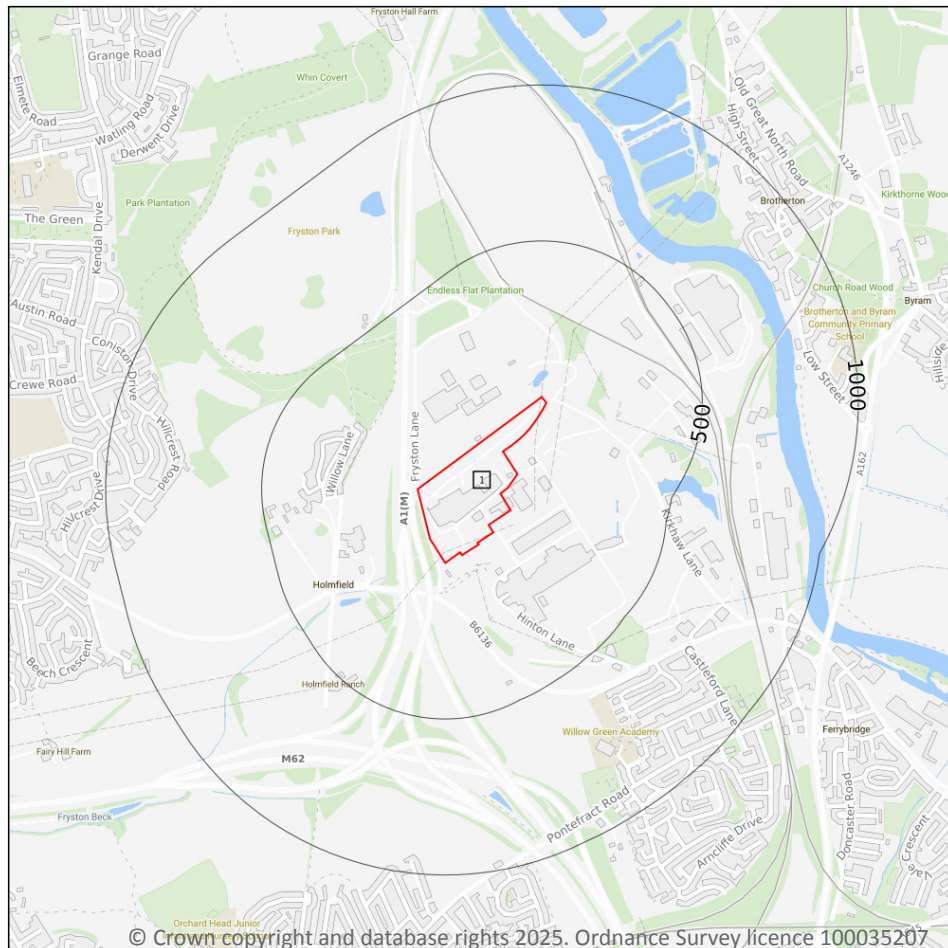 Fryston Hall Farm
Grange Road
Whin Covert
Elmete Road
Watling Road
Derwent Drive
Old Great North Road
High Street
A1246
Kirkthorne Wood
Brotherton
Park Plantation
The Green
Kendal Drive
Fryston Park
Endless Flat Plantation
Church Road Wood
Byram
Brotherton and Byram
Community Primary
School
Austin Road
Coniston Drive
Low Street
Hillside
Crewe Road
1000
500
Hillcrest Road
Fryston Lane
Willow Lane
A162
1
A1(M)
Hillcrest Drive
Kirkhaw Lane
Holmfield
Hinton Lane
B6136
Beech Crescent
Castleford Lane
Holmfield Ranch
Willow Green Academy
Ferrybridge
Fairy Hill Farm
M62
Fryston Beck
Pontefract Road
Doncaster Road
Arncliffe Drive
Vale Crescent
Orchard Head Junior
© Crown copyright and database rights 2025. Ordnance Survey licence 100035207.